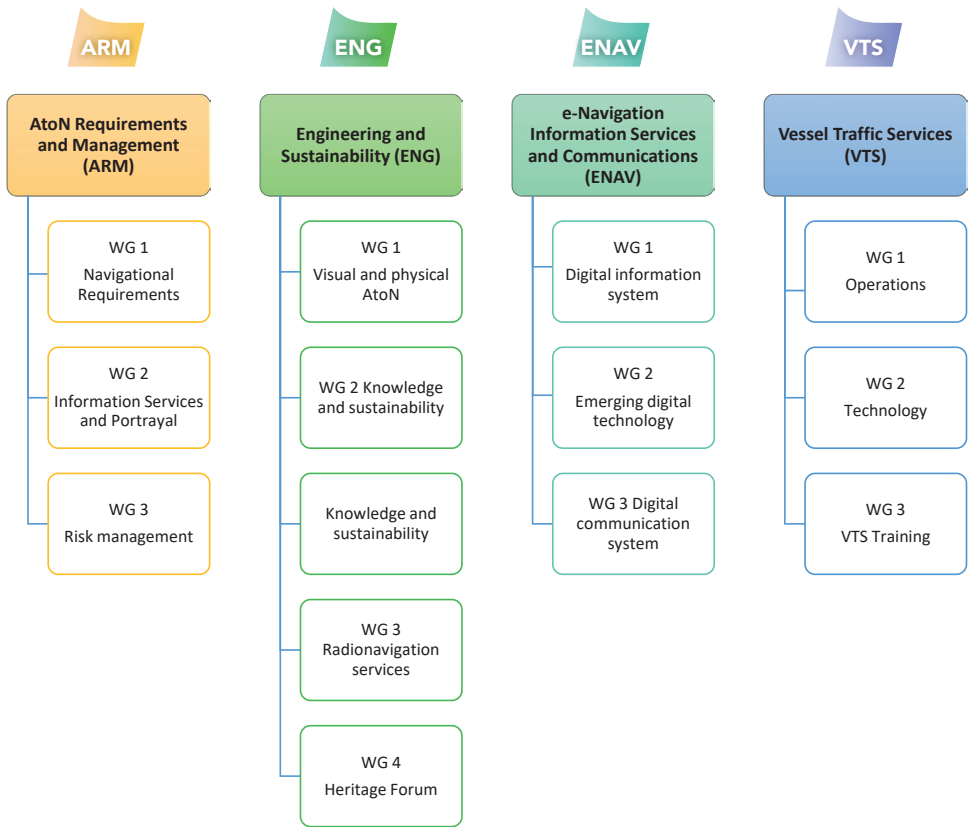 ARM
ENG
ENAV
VTS
AtoN Requirements
and Management
(ARM)
WG 1
Navigational
Requirements
WG 2
Information Services
and Portrayal
WG 3
Risk management
Engineering and
Sustainability (ENG)
WG 1
Visual and physical
AtoN
WG 2 Knowledge
and sustainability
Knowledge and
sustainability
WG 3
Radionavigation
services
WG 4
Heritage Forum
e-Navigation
Information Services
and Communications
(ENAV)
WG 1
Digital information
system
WG 2
Emerging digital
technology
WG 3 Digital
communication
system
Vessel Traffic Services
(VTS)
WG 1
Operations
WG 2
Technology
WG 3
VTS Training